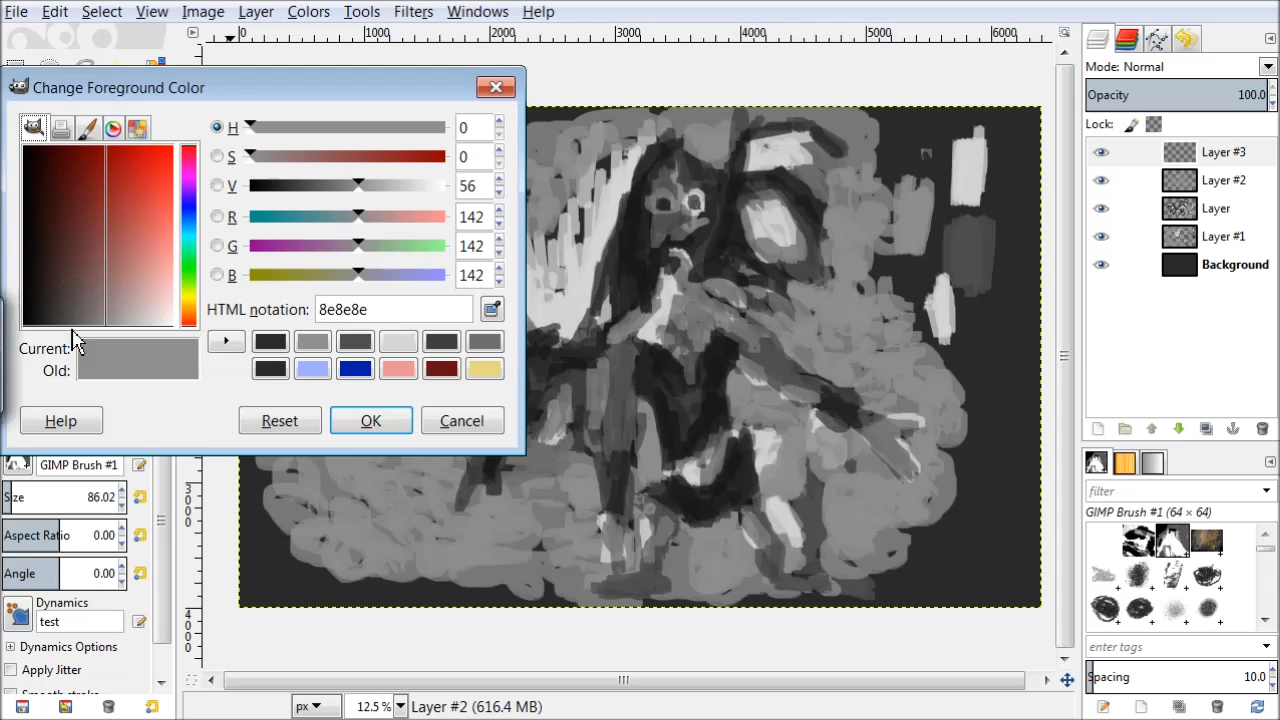 File Edit Select View Image Layer Colors Tools Filters Windows Help
0 1000 2000 3000 4000 5000 6000
Mode: Normal
Change Foreground Color
Opacity 100.0
Lock:
H 0
Layer #3
S 0
Layer #2
V 56
Layer
R 142
Layer #1
G 142
Background
B 142
HTML notation: 8e8e8e
Current:
Old:
Help Reset OK Cancel
GIMP Brush #1
filter
Size 86.02
3000
GIMP Brush #1 (64 × 64)
Aspect Ratio 0.00
Angle 0.00
Dynamics
test
4000
Dynamics Options
enter tags
Apply Jitter
Spacing 10.0
px 12.5 % Layer #2 (616.4 MB)